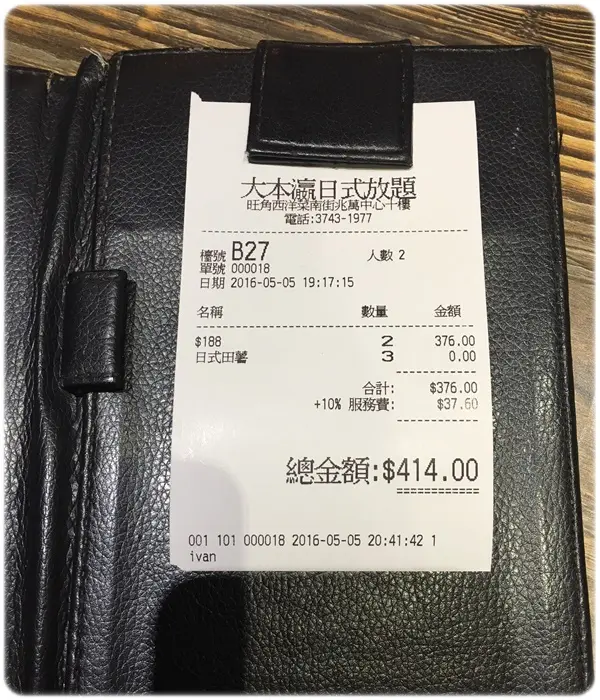 大本瀛日式放題
旺角西洋菜南街兆萬中心十樓
電話:3743-1977
檯號 B27 人數 2
單號 000018
日期 2016-05-05 19:17:15
名稱 數量 金額
$188 2 376.00
日式田薯 3 0.00
合計: $376.00
+10% 服務費: $37.60
總金額:$414.00
001 101 000018 2016-05-05 20:41:42 1
ivan